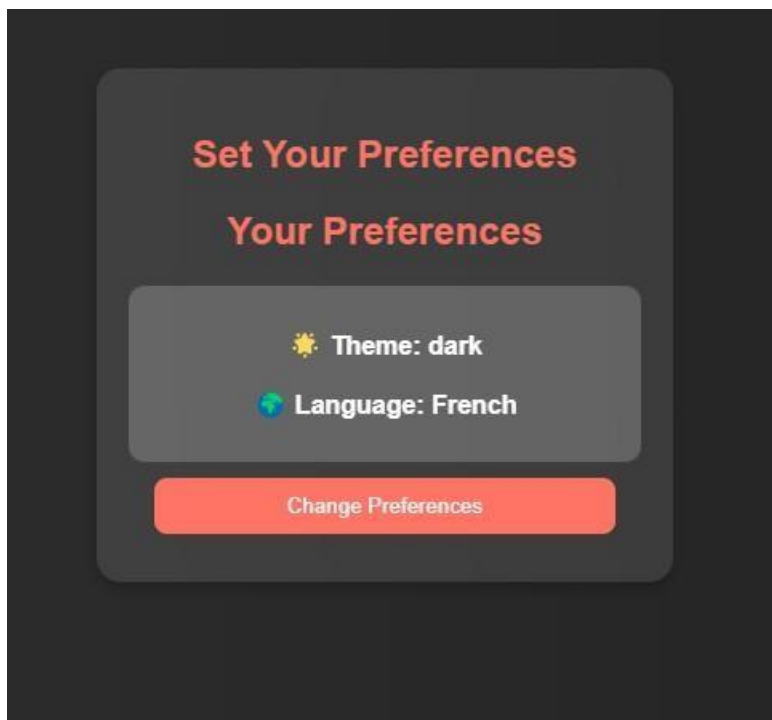 Set Your Preferences
Your Preferences
🌟 Theme: dark
🌍 Language: French
Change Preferences